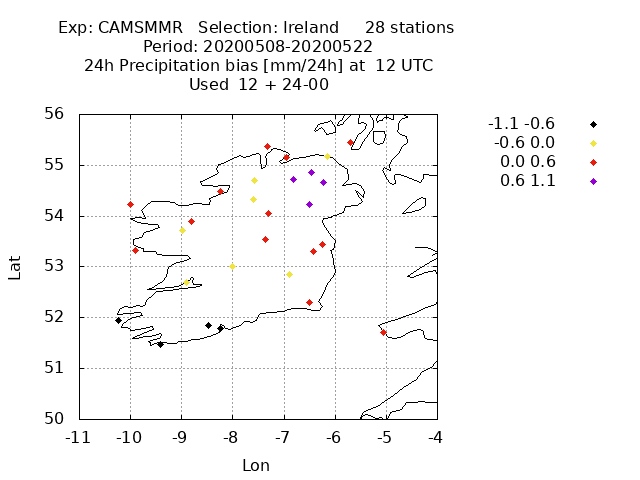 Exp: CAMSMMR   Selection: Ireland     28 stations
Period: 20200508-20200522
24h Precipitation bias [mm/24h] at  12 UTC
Used  12 + 24-00
-1.1 -0.6
-0.6 0.0
0.0 0.6
0.6 1.1
56
55
54
53
52
51
50
Lat
-11 -10 -9 -8 -7 -6 -5 -4
Lon